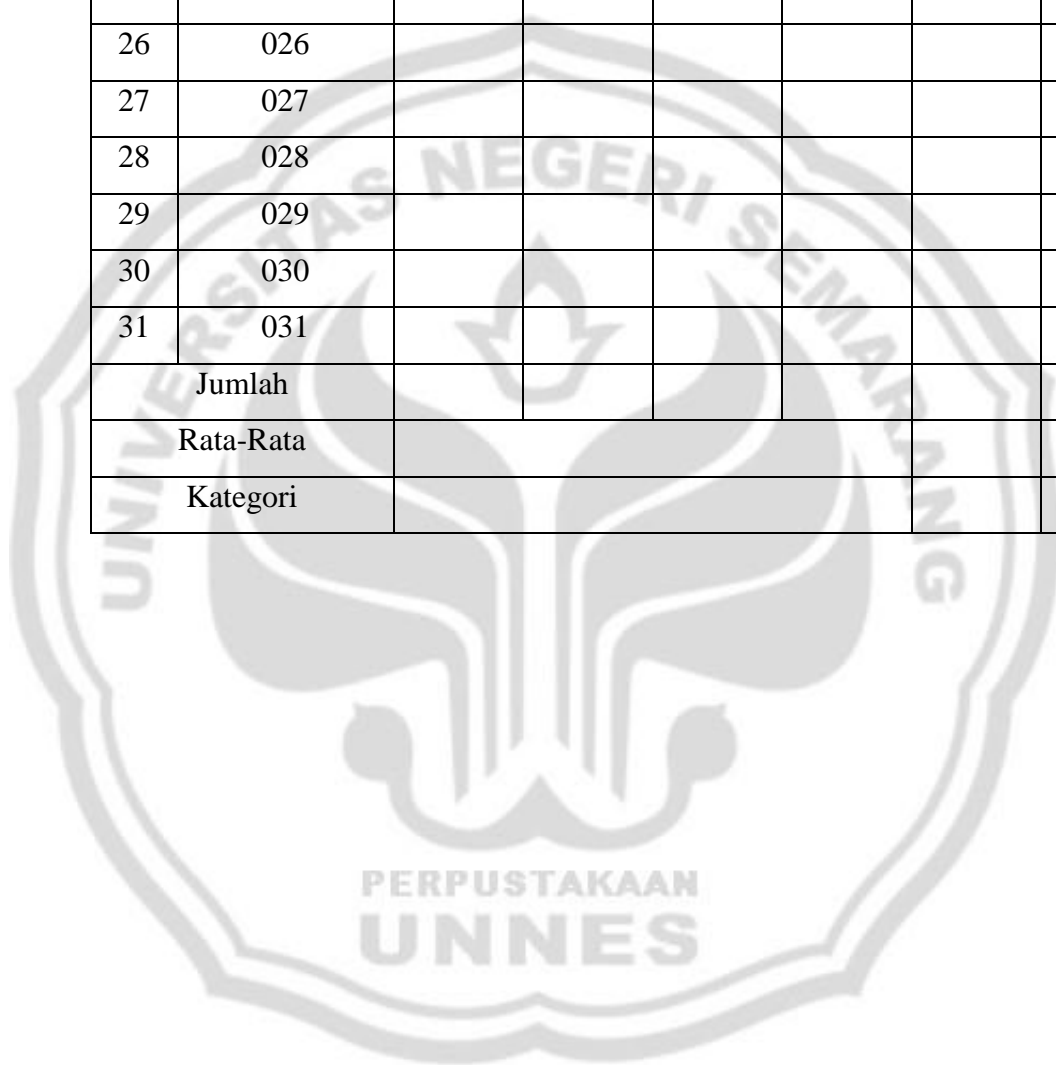 26 026
27 027
28 028
29 029
30 030
31 031
Jumlah
Rata-Rata
Kategori
UNIVERSITAS NEGERI SEMARANG
PERPUSTAKAAN
UNNES